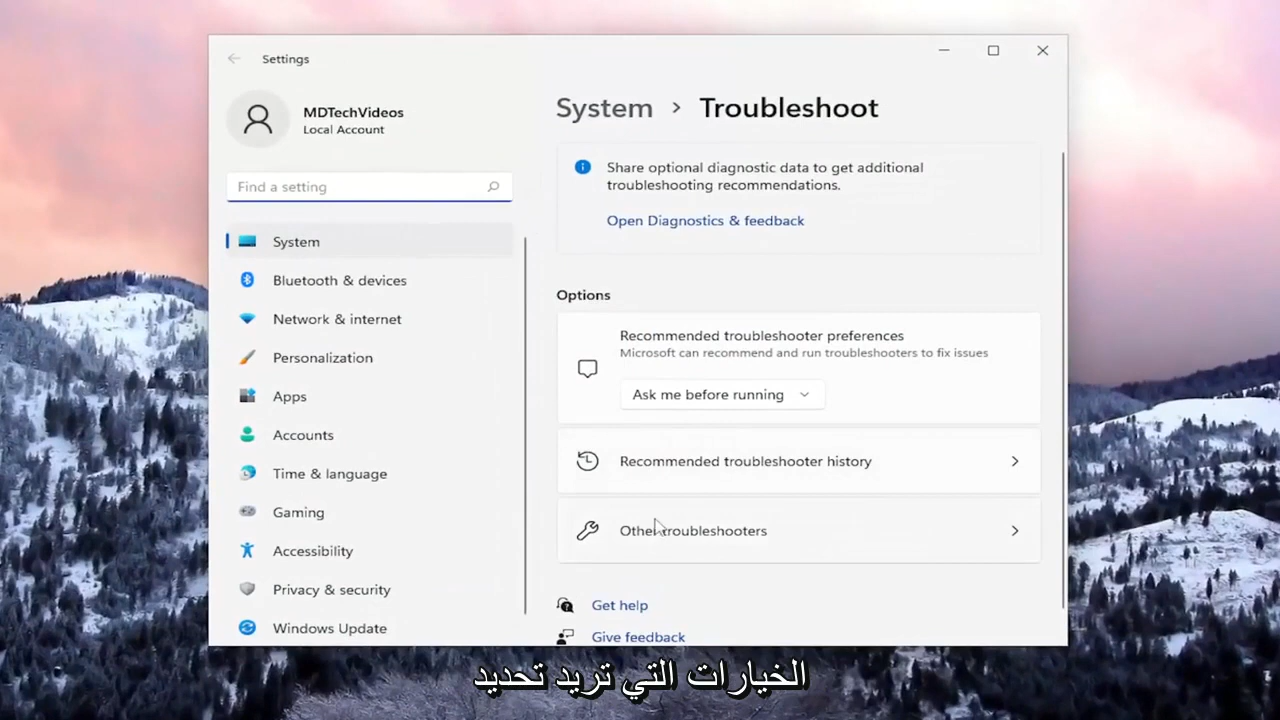 Settings
MDTechVideos
Local Account
Find a setting
System
Bluetooth & devices
Network & internet
Personalization
Apps
Accounts
Time & language
Gaming
Accessibility
Privacy & security
Windows Update
System > Troubleshoot
Share optional diagnostic data to get additional
troubleshooting recommendations.
Open Diagnostics & feedback
Options
Recommended troubleshooter preferences
Microsoft can recommend and run troubleshooters to fix issues
Ask me before running
Recommended troubleshooter history
Other troubleshooters
Get help
Give feedback
الخيارات التي تريد تحديد